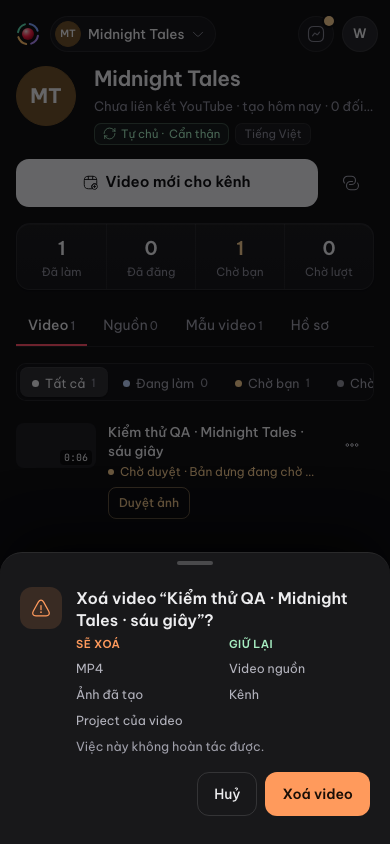 MT Midnight Tales W
MT
Midnight Tales
Chưa liên kết YouTube · tạo hôm nay · 0 đối...
Tự chủ · Cẩn thận Tiếng Việt
Video mới cho kênh
1 0 1 0
Đã làm Đã đăng Chờ bạn Chờ lượt
Video 1 Nguồn 0 Mẫu video 1 Hồ sơ
Tất cả 1 Đang làm 0 Chờ bạn 1 Chờ
Kiểm thử QA · Midnight Tales ·
sáu giây
0:06
Chờ duyệt · Bản dựng đang chờ ...
Duyệt ảnh
Xoá video “Kiểm thử QA · Midnight
Tales · sáu giây”?
SẼ XOÁ GIỮ LẠI
MP4 Video nguồn
Ảnh đã tạo Kênh
Project của video
Việc này không hoàn tác được.
Huỷ Xoá video